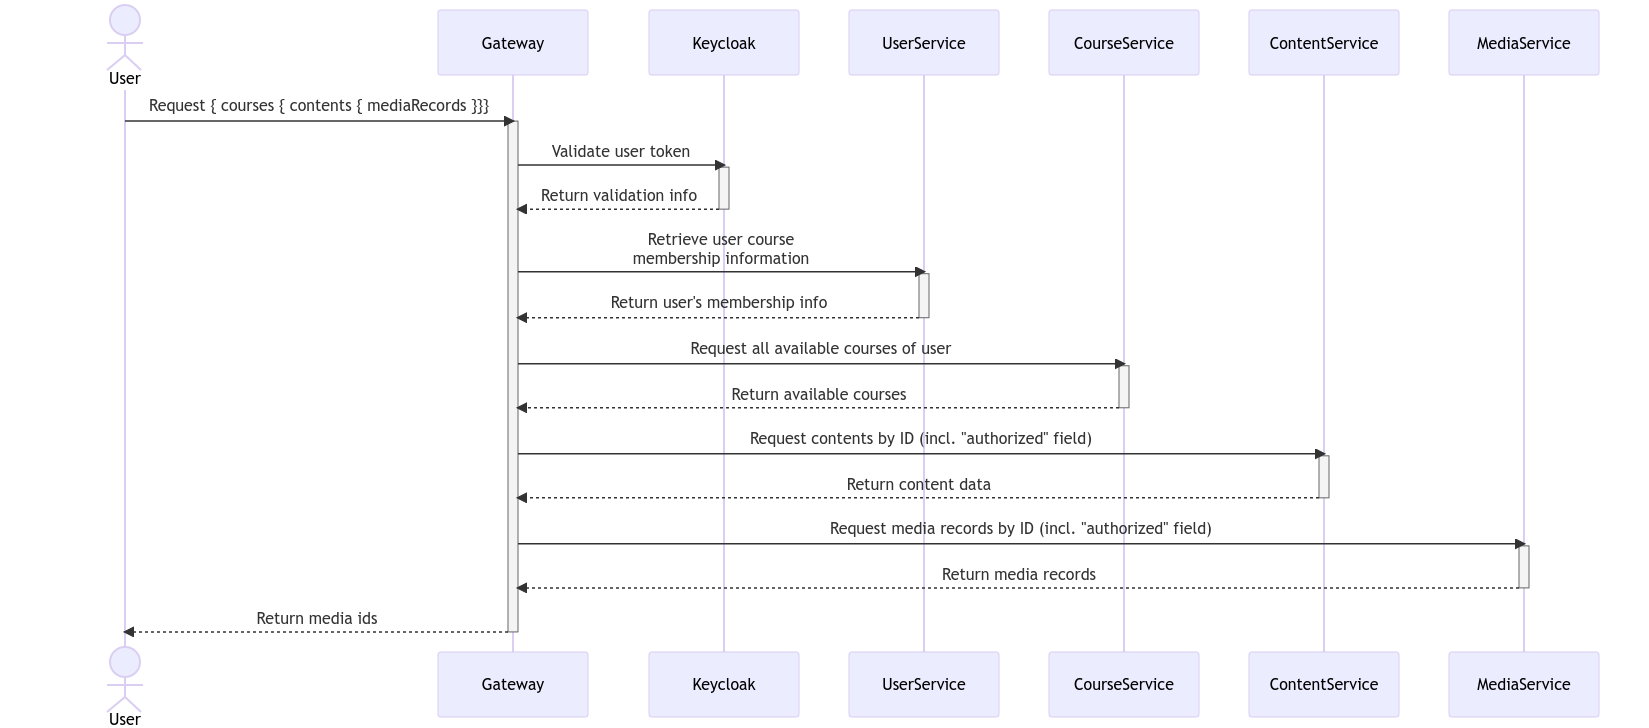 User
Gateway
Keycloak
UserService
CourseService
ContentService
MediaService
Request { courses { contents { mediaRecords }}}
Validate user token
Return validation info
Retrieve user course
membership information
Return user's membership info
Request all available courses of user
Return available courses
Request contents by ID (incl. "authorized" field)
Return content data
Request media records by ID (incl. "authorized" field)
Return media records
Return media ids
User
Gateway
Keycloak
UserService
CourseService
ContentService
MediaService